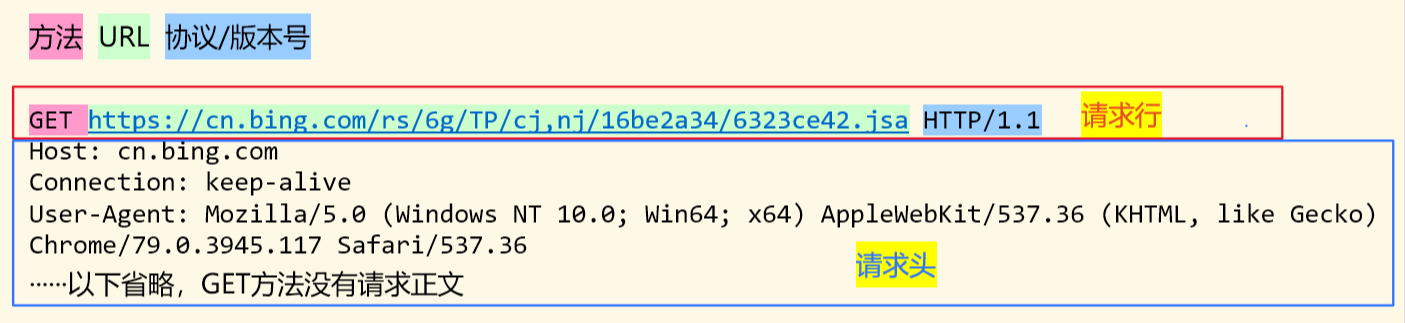 方法 URL 协议/版本号
GET https://cn.bing.com/rs/6g/TP/cj,nj/16be2a34/6323ce42.jsa HTTP/1.1 请求行
Host: cn.bing.com
Connection: keep-alive
User-Agent: Mozilla/5.0 (Windows NT 10.0; Win64; x64) AppleWebKit/537.36 (KHTML, like Gecko)
Chrome/79.0.3945.117 Safari/537.36
请求头
……以下省略，GET方法没有请求正文